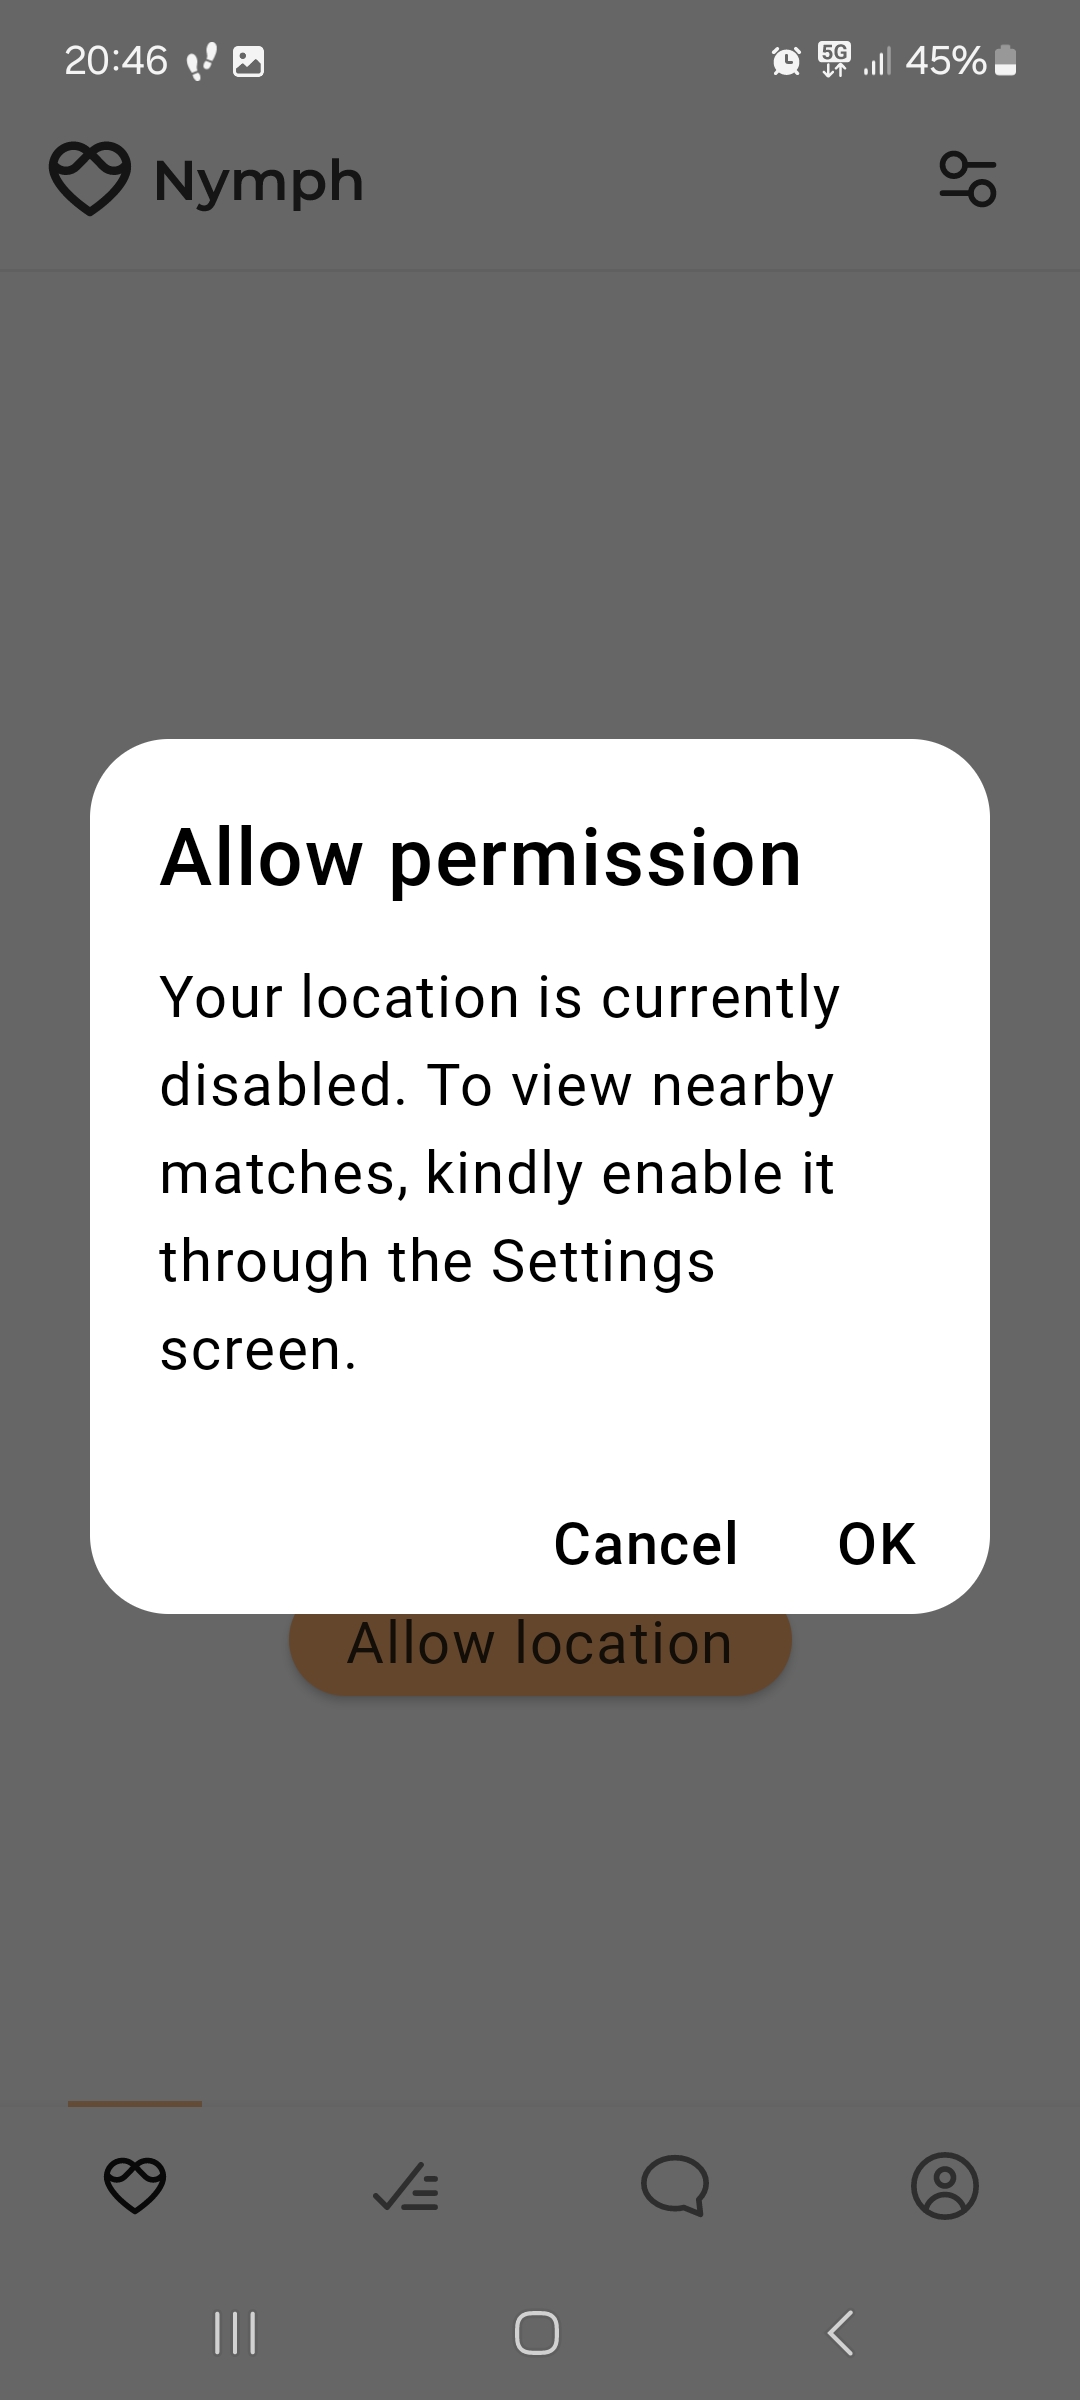 20:46
5G
45%
Nymph
Allow permission
Your location is currently
disabled. To view nearby
matches, kindly enable it
through the Settings
screen.
Cancel
OK
Allow location